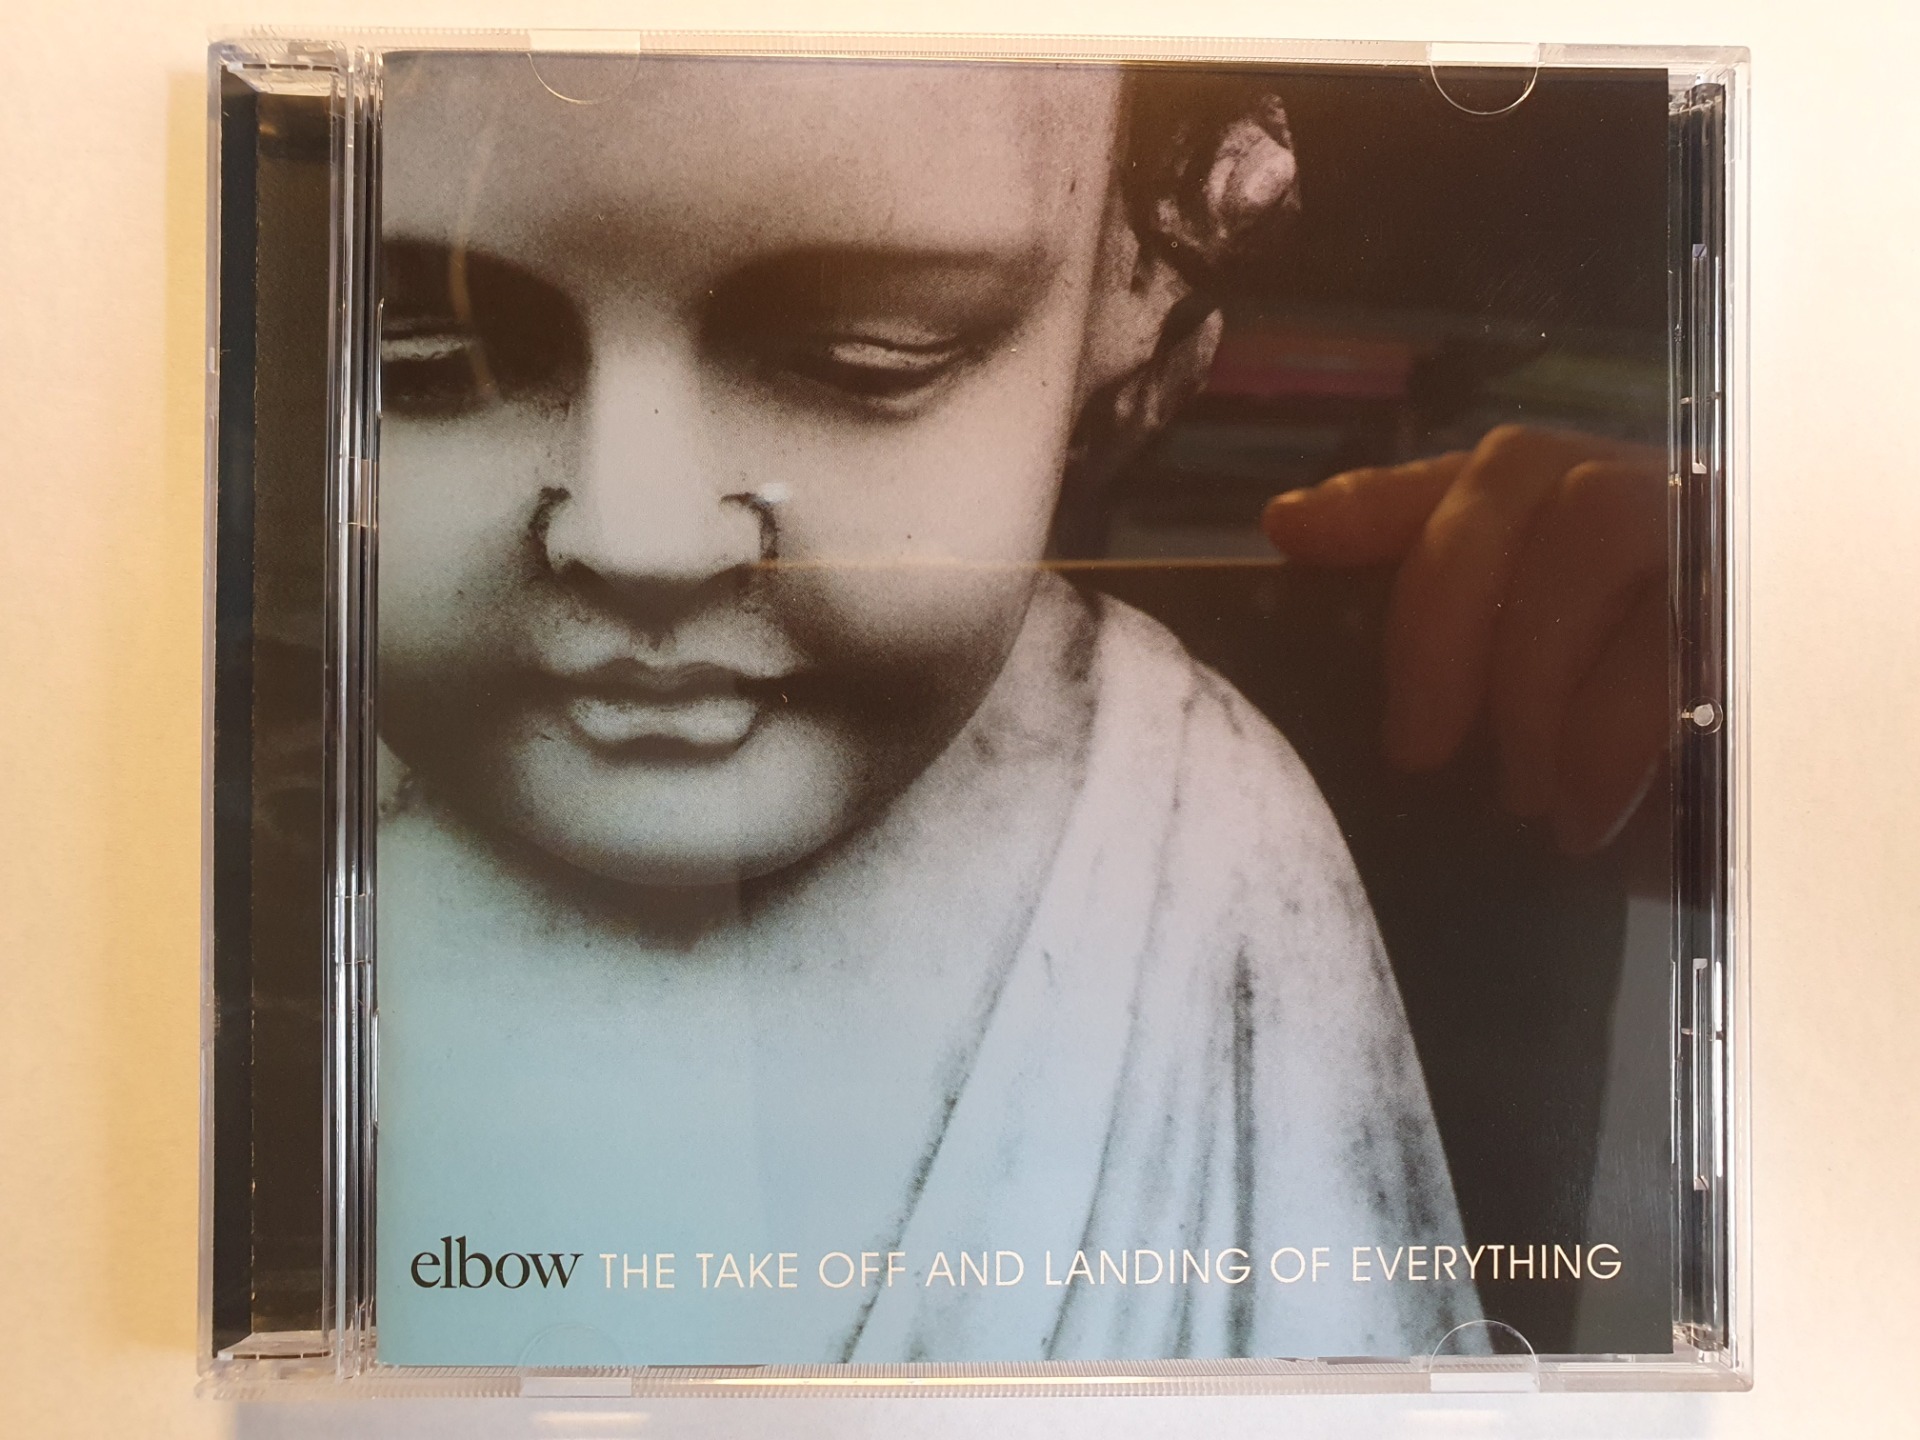 elbow THE TAKE OFF AND LANDING OF EVERYTHING